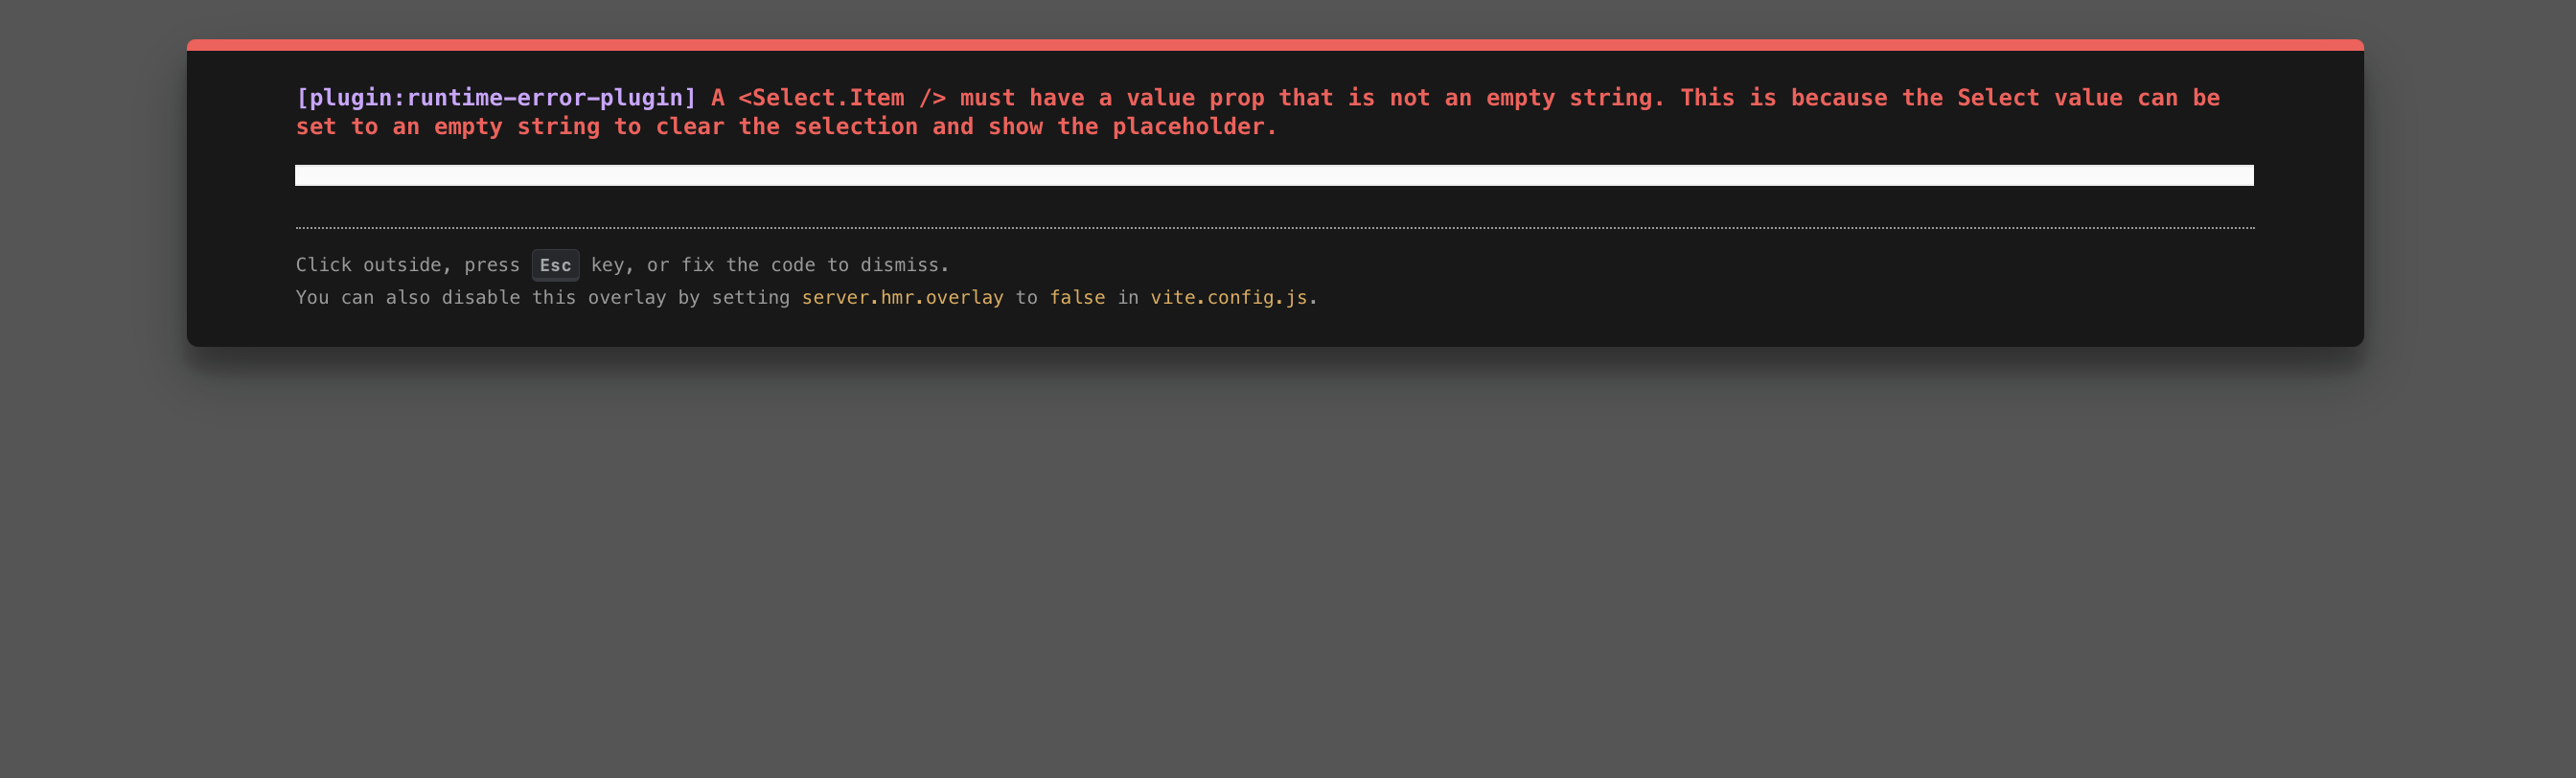 [plugin:runtime-error-plugin] A <Select.Item /> must have a value prop that is not an empty string. This is because the Select value can be
set to an empty string to clear the selection and show the placeholder.
Click outside, press Esc key, or fix the code to dismiss.
You can also disable this overlay by setting server.hmr.overlay to false in vite.config.js.